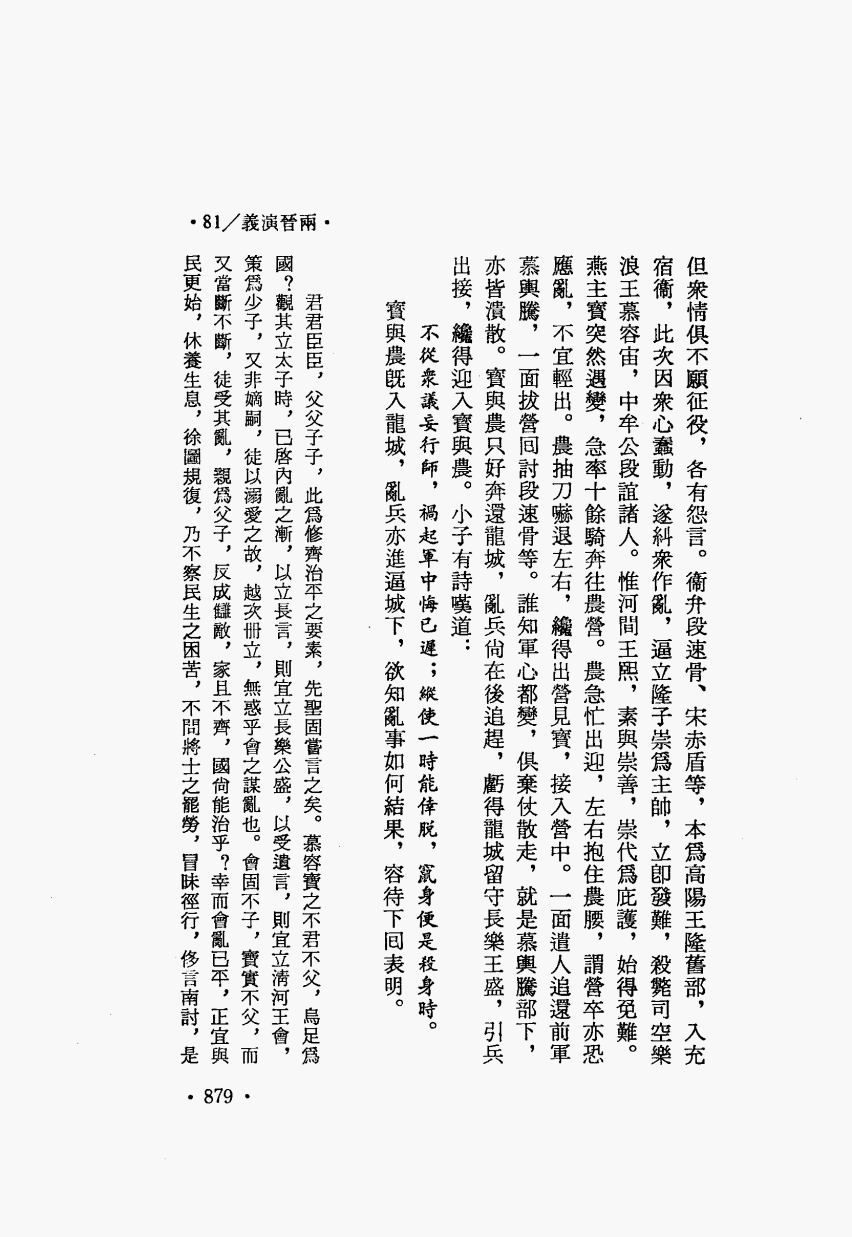 •81／義演晉兩•
但衆情俱不願征役，各有怨言。衞弁段速骨、宋赤盾等，本爲高陽王隆舊部，入充
宿衞，此次因衆心蠢動，遂糾衆作亂，逼立隆子崇爲主帥，立卽發難，殺斃司空樂
浪王慕容宙，中牟公段誼諸人。惟河間王熙，素與崇善，崇代爲庇護，始得免難。
燕主寶突然遇變，急率十餘騎奔往農營。農急忙出迎，左右抱住農腰，謂營卒亦恐
應亂，不宜輕出。農抽刀嚇退左右，纔得出營見寶，接入營中。一面遣人追還前軍
慕輿騰，一面拔營囘討段速骨等。誰知軍心都變，俱棄仗散走，就是慕輿騰部下，
亦皆潰散。寶與農只好奔還龍城，亂兵尙在後追趕，虧得龍城留守長樂王盛，引兵
出接，纔得迎入寶與農。小子有詩嘆道：
不從衆議妄行師，禍起軍中悔已遲；縱使一時能倖脫，竄身便是殺身時。
寶與農旣入龍城，亂兵亦進逼城下，欲知亂事如何結果，容待下囘表明。
君君臣臣，父父子子，此爲修齊治平之要素，先聖固嘗言之矣。慕容寶之不君不父，烏足爲
國？觀其立太子時，已啓內亂之漸，以立長言，則宜立長樂公盛，以受遺言，則宜立淸河王會，
策爲少子，又非嫡嗣，徒以溺愛之故，越次册立，無惑乎會之謀亂也。會固不子，寶實不父，而
又當斷不斷，徒受其亂，親爲父子，反成讎敵，家且不齊，國尙能治乎？幸而會亂已平，正宜與
民更始，休養生息，徐圖規復，乃不察民生之困苦，不問將士之罷勞，冒昧徑行，侈言南討，是
•879•